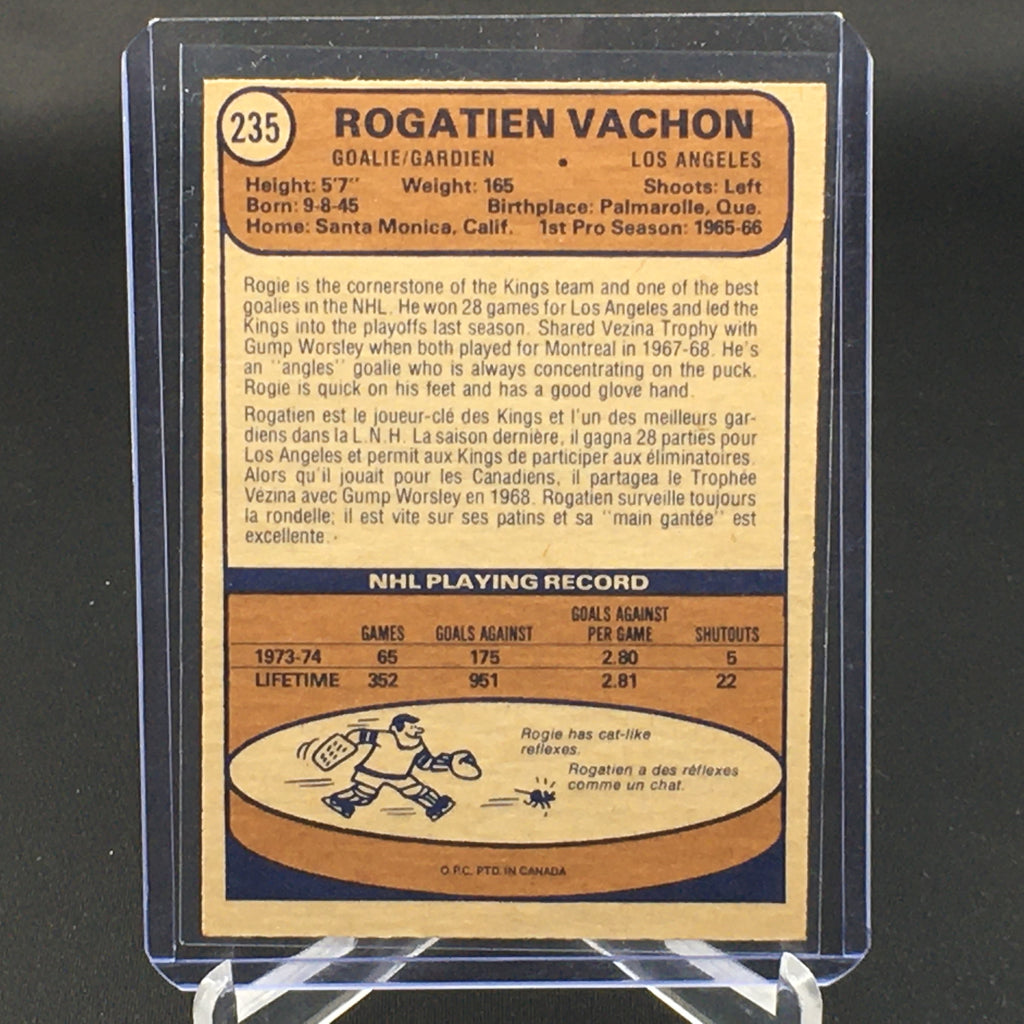 235
ROGATIEN VACHON
GOALIE/GARDIEN • LOS ANGELES
Height: 5'7" Weight: 165 Shoots: Left
Born: 9-8-45 Birthplace: Palmarolle, Que.
Home: Santa Monica, Calif. 1st Pro Season: 1965-66
Rogie is the cornerstone of the Kings team and one of the best
goalies in the NHL. He won 28 games for Los Angeles and led the
Kings into the playoffs last season. Shared Vezina Trophy with
Gump Worsley when both played for Montreal in 1967-68. He's
an "angles" goalie who is always concentrating on the puck.
Rogie is quick on his feet and has a good glove hand.
Rogatien est le joueur-clé des Kings et l'un des meilleurs gar-
diens dans la L.N.H. La saison dernière, il gagna 28 parties pour
Los Angeles et permit aux Kings de participer aux éliminatoires.
Alors qu'il jouait pour les Canadiens, il partagea le Trophée
Vézina avec Gump Worsley en 1968. Rogatien surveille toujours
la rondelle; il est vite sur ses patins et sa "main gantée" est
excellente.
NHL PLAYING RECORD
GAMES GOALS AGAINST GOALS AGAINST PER GAME SHUTOUTS
1973-74 65 175 2.80 5
LIFETIME 352 951 2.81 22
Rogie has cat-like
reflexes.
Rogatien a des réflexes
comme un chat.
O.P.C. PTD. IN CANADA